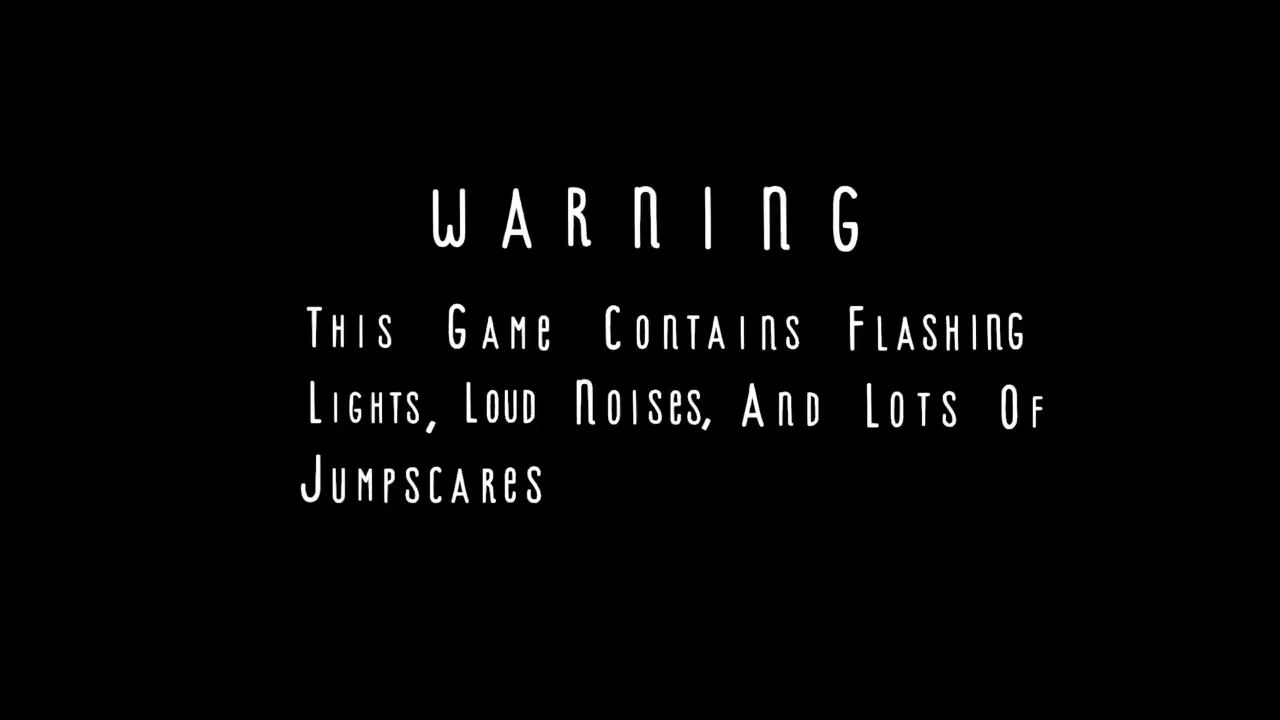 WARNING
This Game Contains Flashing
Lights, Loud Noises, And Lots Of
Jumpscares